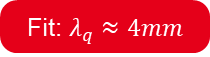 Fit: λ_q ≈ 4mm